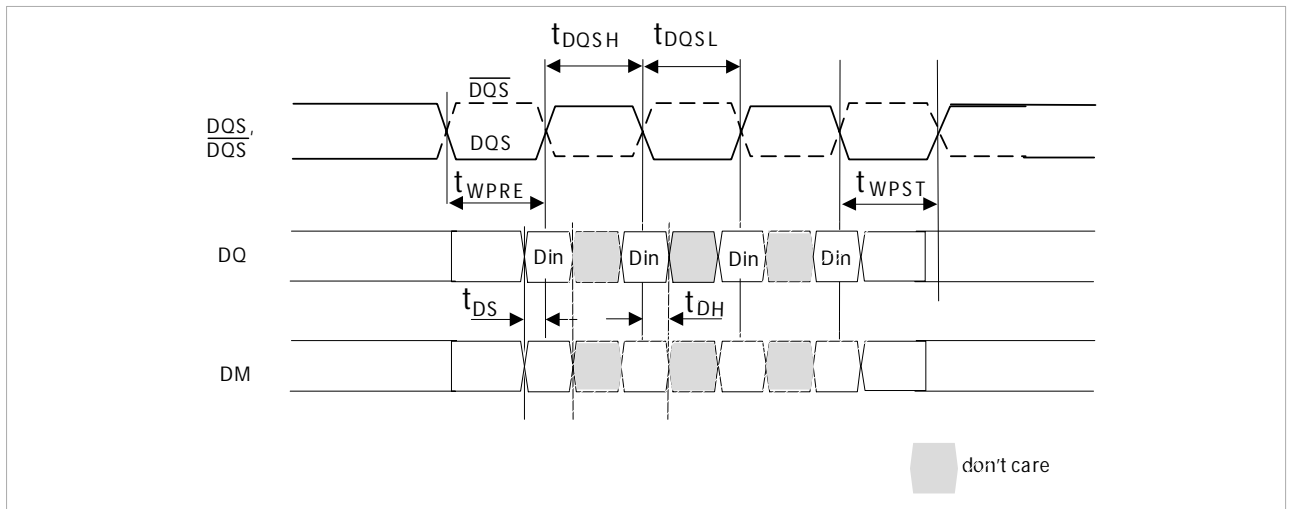 tDQSH tDQSL
DQS
DQS,
DQS
DQS
tWPRE
tWPST
DQ
Din Din Din Din
tDS
tDH
DM
don't care